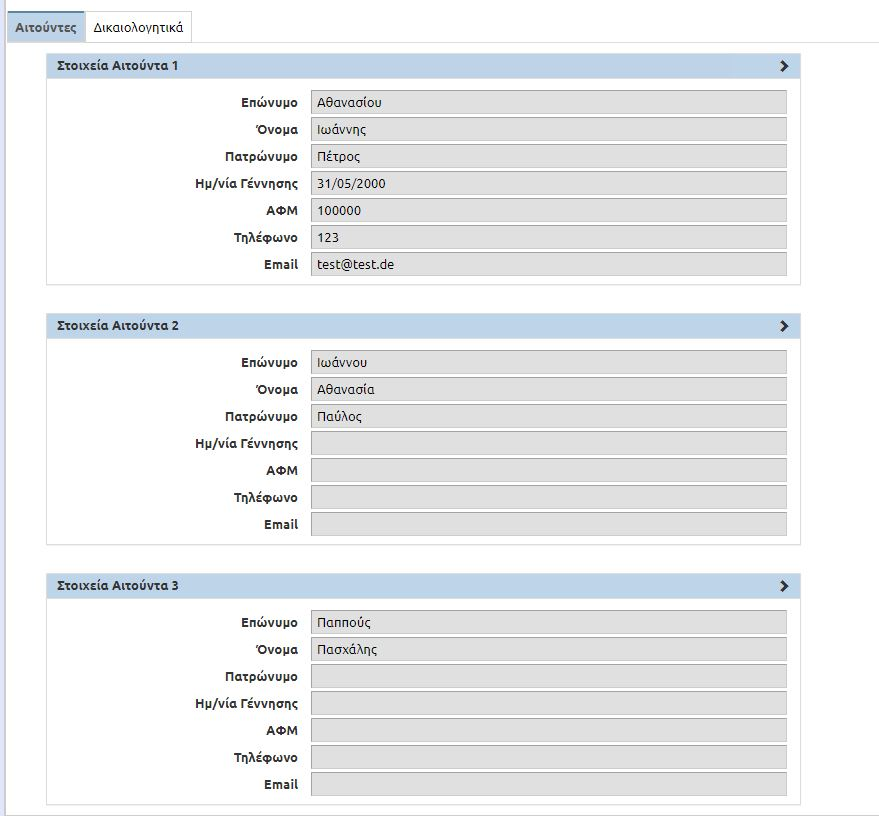 Αιτούντες Δικαιολογητικά
Στοιχεία Αιτούντα 1
Επώνυμο Αθανασίου
Όνομα Ιωάννης
Πατρώνυμο Πέτρος
Ημ/νία Γέννησης 31/05/2000
ΑΦΜ 100000
Τηλέφωνο 123
Email test@test.de
Στοιχεία Αιτούντα 2
Επώνυμο Ιωάννου
Όνομα Αθανασία
Πατρώνυμο Παύλος
Ημ/νία Γέννησης
ΑΦΜ
Τηλέφωνο
Email
Στοιχεία Αιτούντα 3
Επώνυμο Παππούς
Όνομα Πασχάλης
Πατρώνυμο
Ημ/νία Γέννησης
ΑΦΜ
Τηλέφωνο
Email